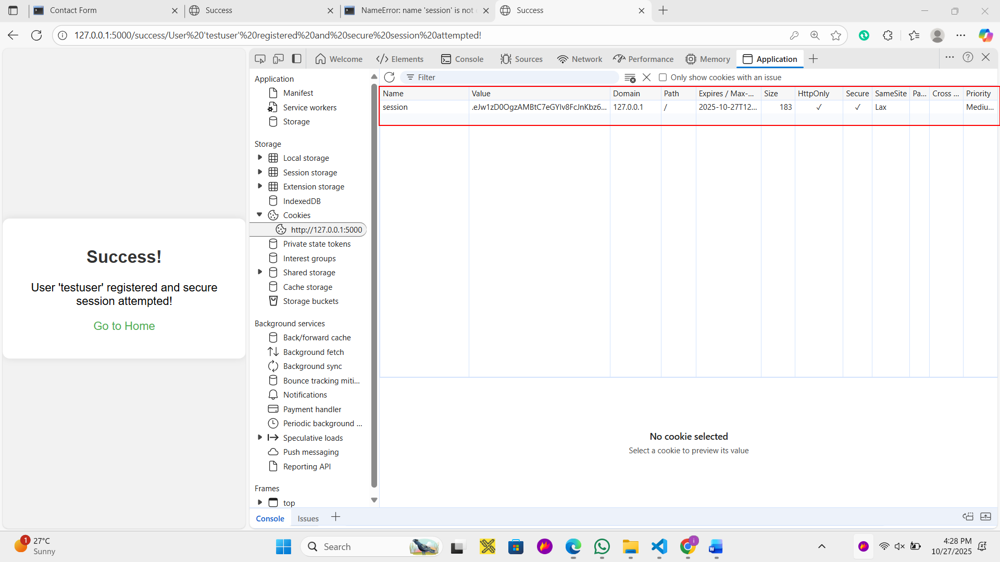 Contact Form
Success
NameError: name 'session' is not
Success
127.0.0.1:5000/success/User%20'testuser'%20registered%20and%20secure%20session%20attempted!
Welcome
Elements
Console
Sources
Network
Performance
Memory
Application
Application
Manifest
Service workers
Storage
Storage
Local storage
Session storage
Extension storage
IndexedDB
Cookies
http://127.0.0.1:5000
Private state tokens
Interest groups
Shared storage
Cache storage
Storage buckets
Background services
Back/forward cache
Background fetch
Background sync
Bounce tracking miti...
Notifications
Payment handler
Periodic background ...
Speculative loads
Push messaging
Reporting API
Frames
top
Filter
Only show cookies with an issue
Name Value Domain Path Expires / Max-... Size HttpOnly Secure SameSite Pa... Cross ... Priority
session .eJw1zD0OgzAMBtC7eGYIv8FcJnKbz6... 127.0.0.1 / 2025-10-27T12... 183 ✓ ✓ Lax Mediu...
No cookie selected
Select a cookie to preview its value
Success!
User 'testuser' registered and secure
session attempted!
Go to Home
Console
Issues
1
27°C
Sunny
Search
4:28 PM
10/27/2025